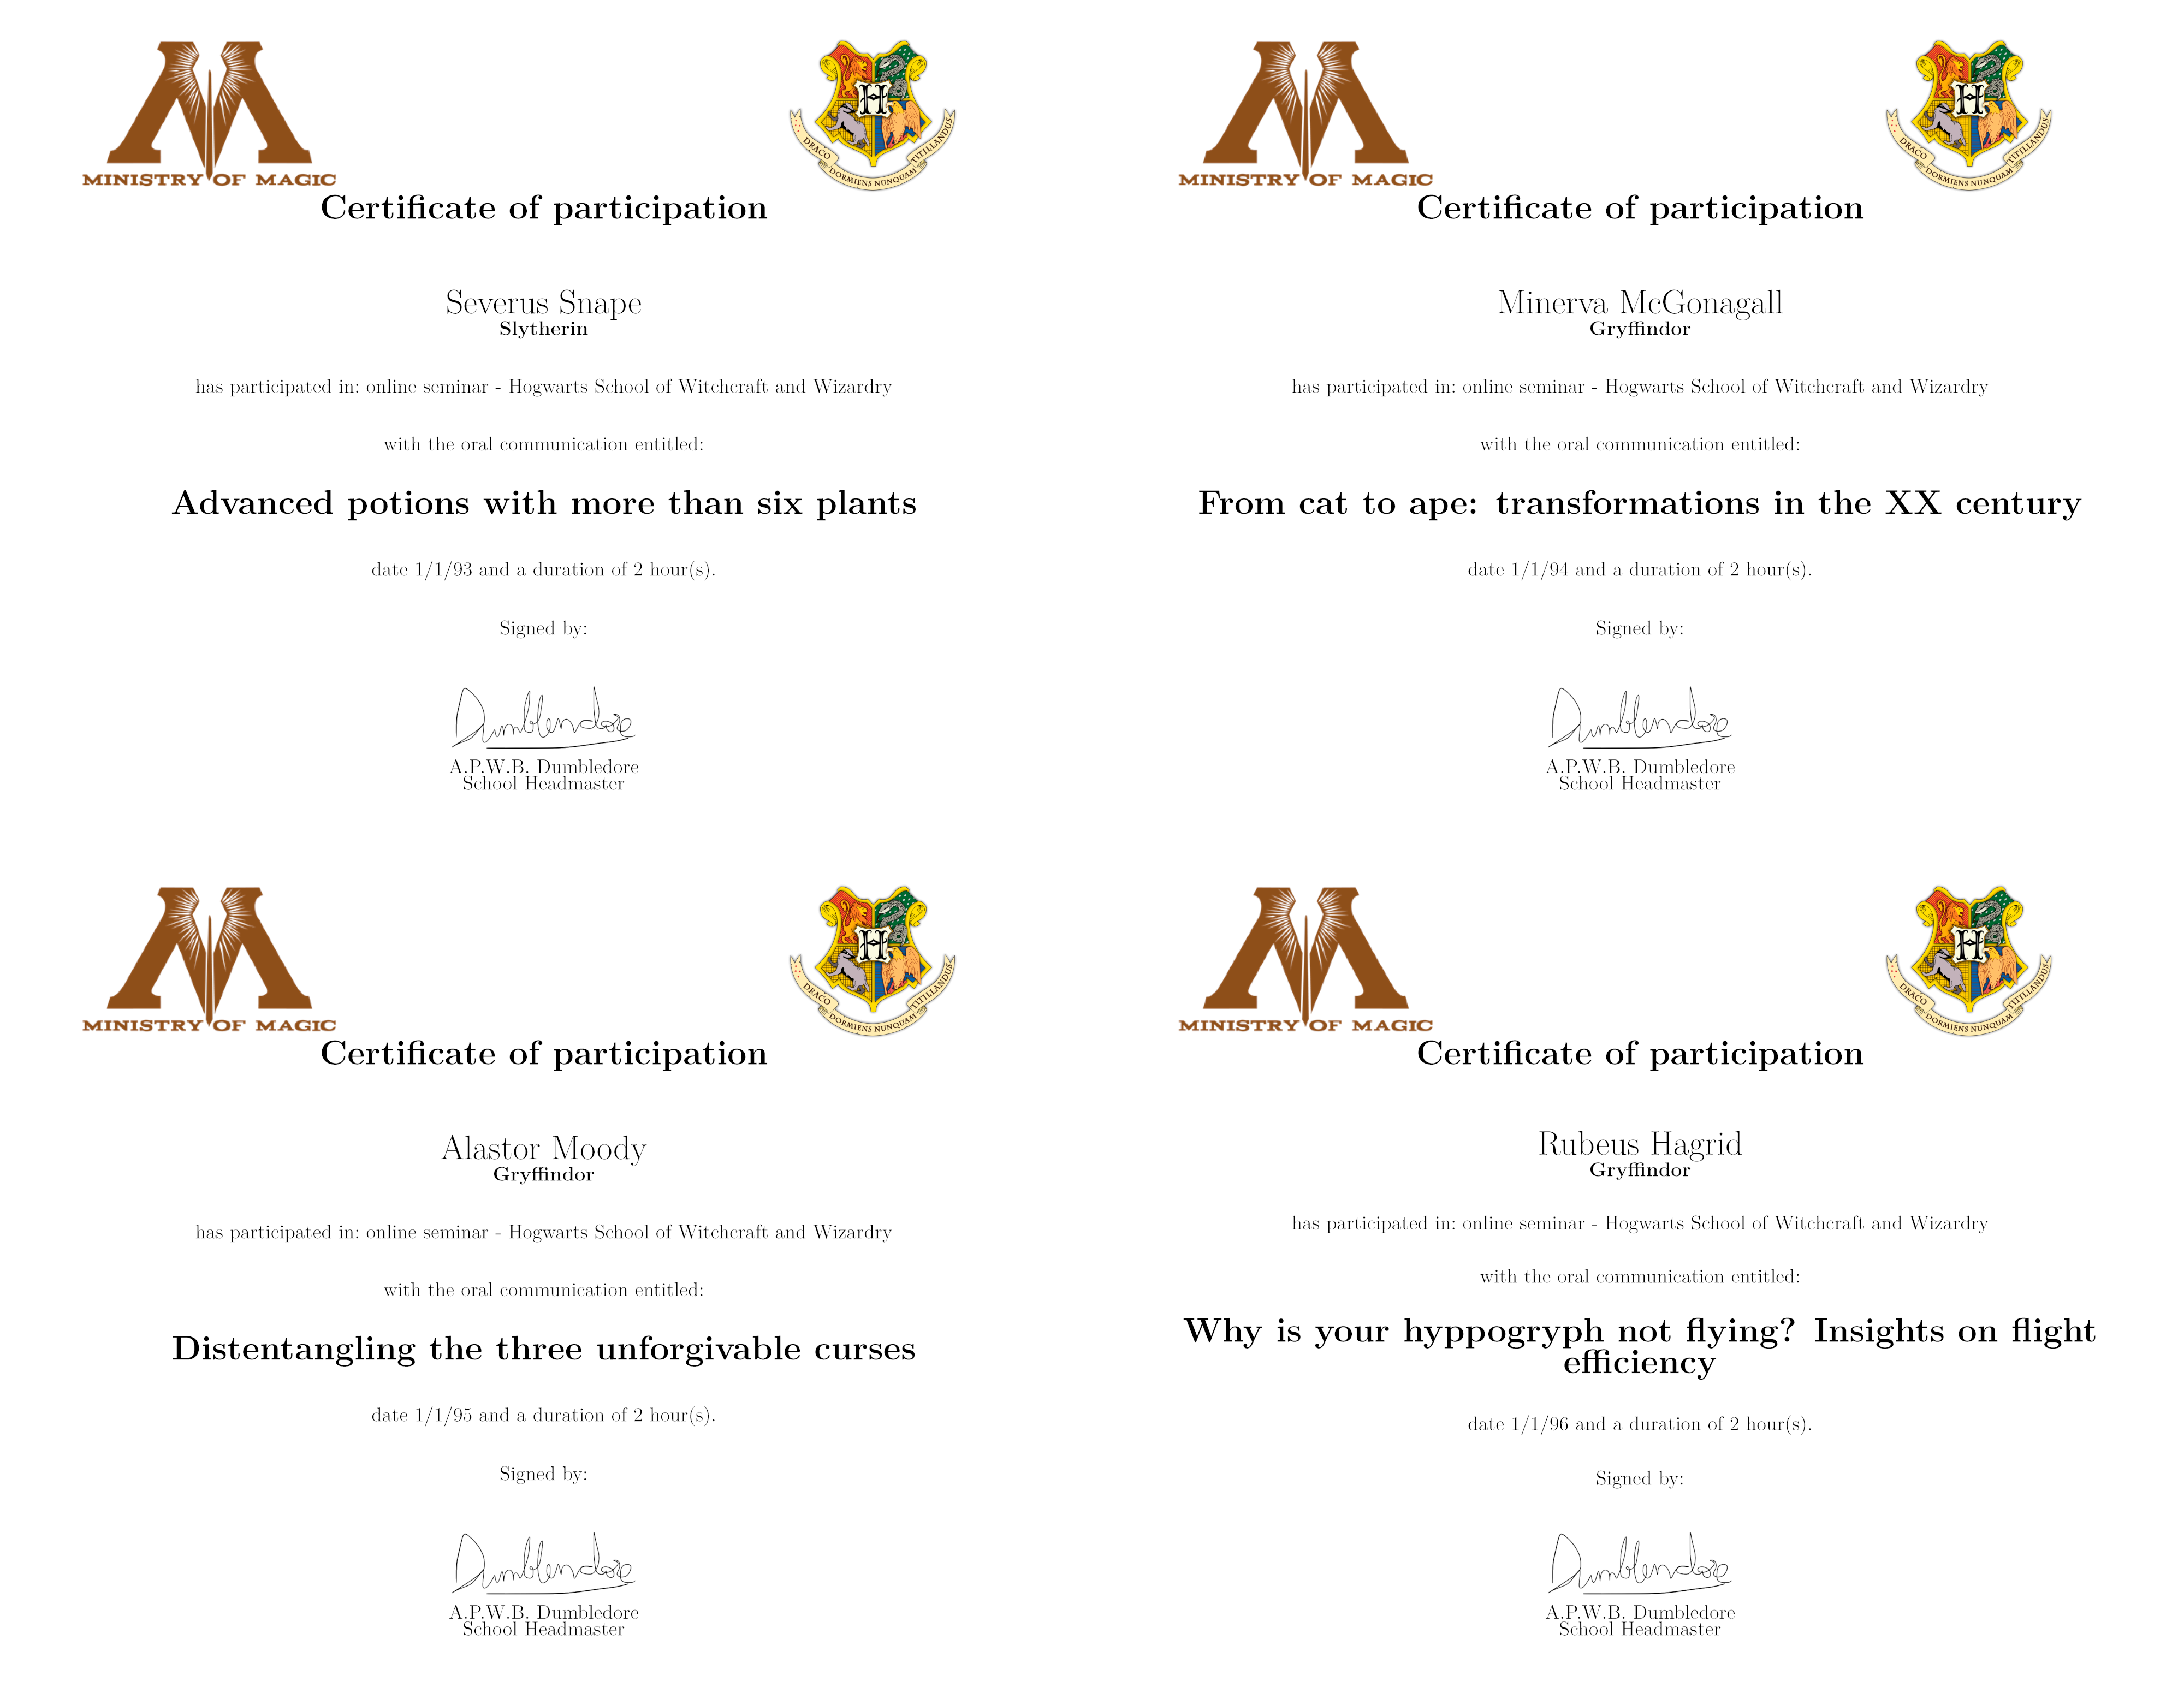 MINISTRY OF MAGIC
DRACO DORMIENS NUNQUAM TITILLANDUS
H
Certificate of participation
Severus Snape
Slytherin
has participated in: online seminar - Hogwarts School of Witchcraft and Wizardry
with the oral communication entitled:
Advanced potions with more than six plants
date 1/1/93 and a duration of 2 hour(s).
Signed by:
Dumblendore
A.P.W.B. Dumbledore
School Headmaster
MINISTRY OF MAGIC
DRACO DORMIENS NUNQUAM TITILLANDUS
H
Certificate of participation
Minerva McGonagall
Gryffindor
has participated in: online seminar - Hogwarts School of Witchcraft and Wizardry
with the oral communication entitled:
From cat to ape: transformations in the XX century
date 1/1/94 and a duration of 2 hour(s).
Signed by:
Dumblendore
A.P.W.B. Dumbledore
School Headmaster
MINISTRY OF MAGIC
DRACO DORMIENS NUNQUAM TITILLANDUS
H
Certificate of participation
Alastor Moody
Gryffindor
has participated in: online seminar - Hogwarts School of Witchcraft and Wizardry
with the oral communication entitled:
Distentangling the three unforgivable curses
date 1/1/95 and a duration of 2 hour(s).
Signed by:
Dumblendore
A.P.W.B. Dumbledore
School Headmaster
MINISTRY OF MAGIC
DRACO DORMIENS NUNQUAM TITILLANDUS
H
Certificate of participation
Rubeus Hagrid
Gryffindor
has participated in: online seminar - Hogwarts School of Witchcraft and Wizardry
with the oral communication entitled:
Why is your hyppogryph not flying? Insights on flight
efficiency
date 1/1/96 and a duration of 2 hour(s).
Signed by:
Dumblendore
A.P.W.B. Dumbledore
School Headmaster